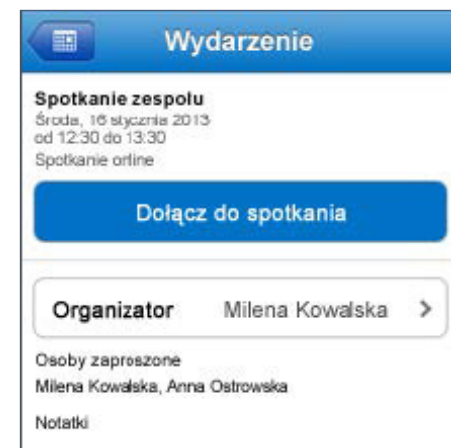 Wydarzenie
Spotkanie zespołu
Środa, 16 stycznia 2013
od 12:30 do 13:30
Spotkanie online
Dołącz do spotkania
Organizator Milena Kowalska
Osoby zaproszone
Milena Kowalska, Anna Ostrowska
Notatki